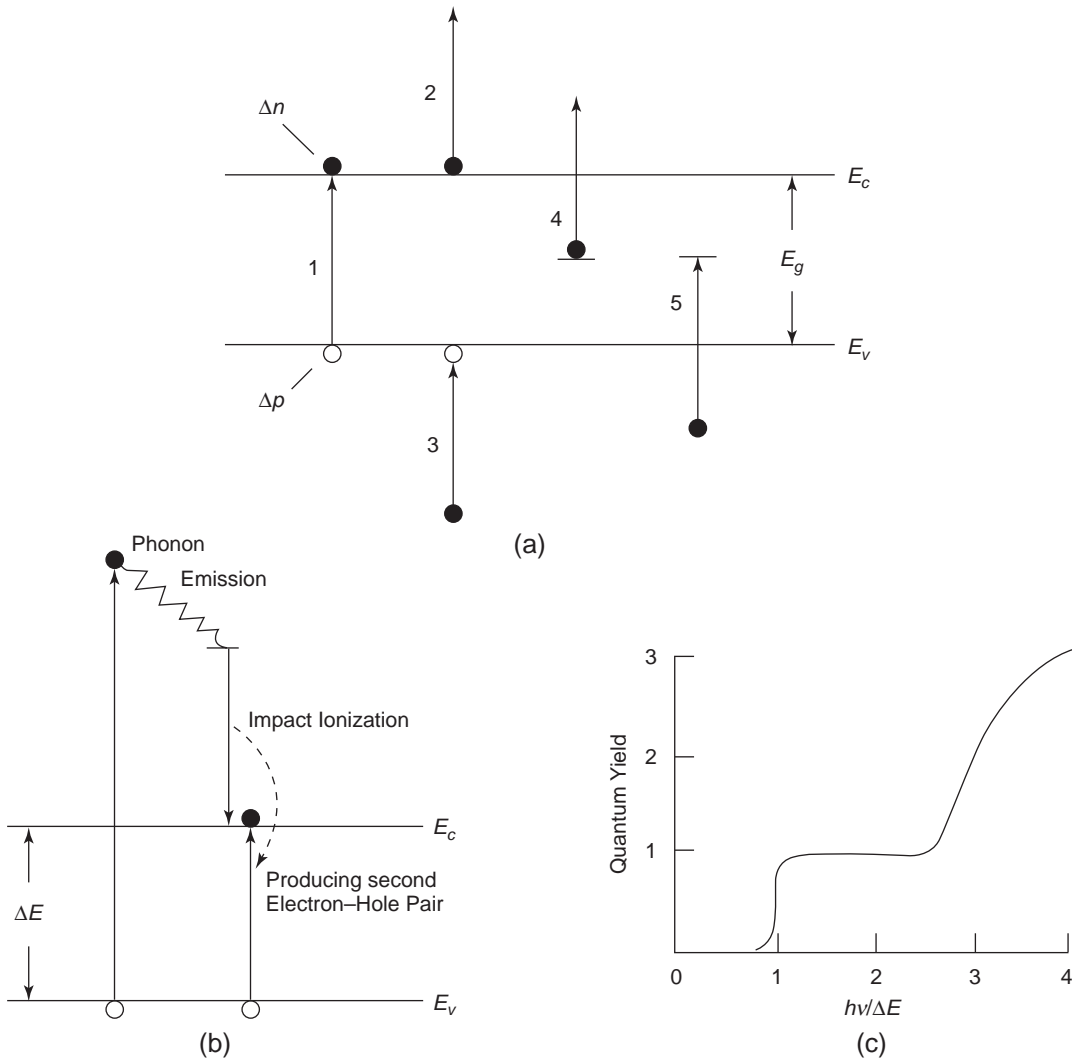 2
Δn
4
E_c
1
E_g
5
E_v
Δp
3
(a)
Phonon
Emission
Impact Ionization
E_c
Producing second
Electron–Hole Pair
ΔE
E_v
(b)
3
2
1
Quantum Yield
0 1 2 3 4
hν/ΔE
(c)